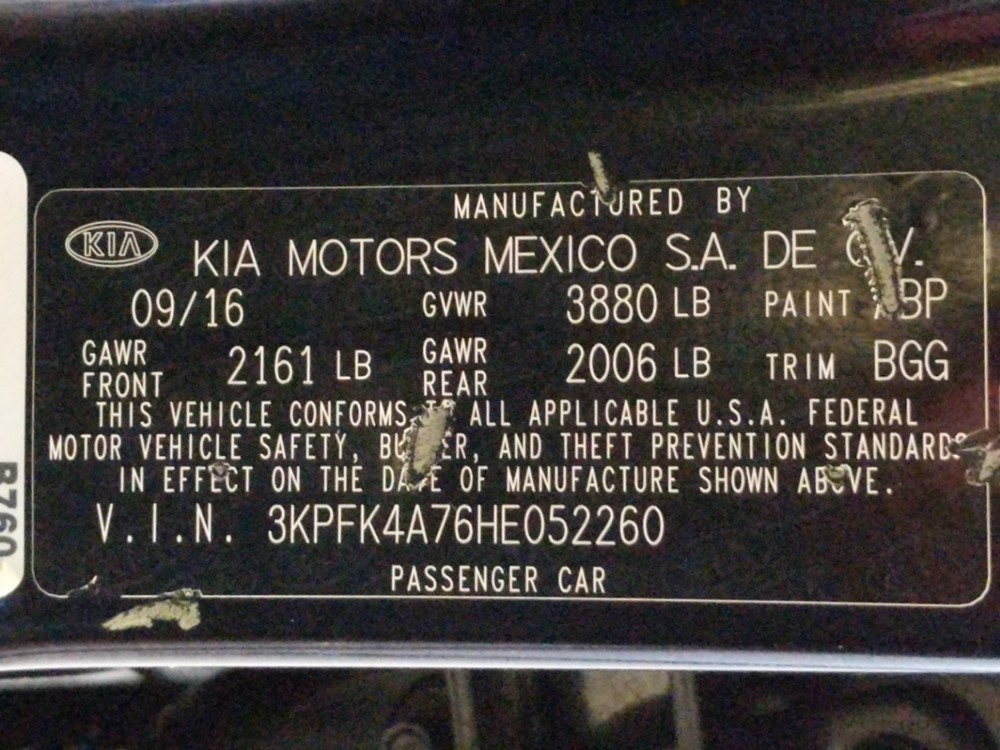 MANUFACTURED BY
KIA KIA MOTORS MEXICO S.A. DE C.V.
09/16 GVWR 3880 LB PAINT ABP
GAWR FRONT 2161 LB GAWR REAR 2006 LB TRIM BGG
THIS VEHICLE CONFORMS TO ALL APPLICABLE U.S.A. FEDERAL
MOTOR VEHICLE SAFETY, BUMPER, AND THEFT PREVENTION STANDARDS
IN EFFECT ON THE DATE OF MANUFACTURE SHOWN ABOVE.
V.I.N. 3KPFK4A76HE052260
PASSENGER CAR
B760